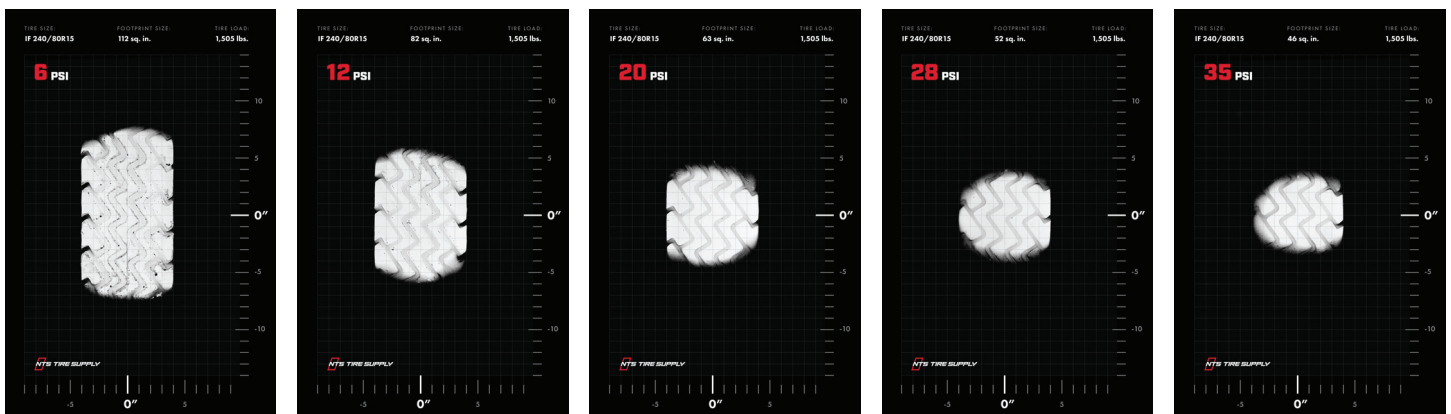 TIRE SIZE: FOOTPRINT SIZE: TIRE LOAD:
IF 240/80R15 112 sq. in. 1,505 lbs.
6 PSI
10
5
0"
-5
-10
NTS TIRE SUPPLY
-5 0" 5
TIRE SIZE: FOOTPRINT SIZE: TIRE LOAD:
IF 240/80R15 82 sq. in. 1,505 lbs.
12 PSI
10
5
0"
-5
-10
NTS TIRE SUPPLY
-5 0" 5
TIRE SIZE: FOOTPRINT SIZE: TIRE LOAD:
IF 240/80R15 63 sq. in. 1,505 lbs.
20 PSI
10
5
0"
-5
-10
NTS TIRE SUPPLY
-5 0" 5
TIRE SIZE: FOOTPRINT SIZE: TIRE LOAD:
IF 240/80R15 52 sq. in. 1,505 lbs.
28 PSI
10
5
0"
-5
-10
NTS TIRE SUPPLY
-5 0" 5
TIRE SIZE: FOOTPRINT SIZE: TIRE LOAD:
IF 240/80R15 46 sq. in. 1,505 lbs.
35 PSI
10
5
0"
-5
-10
NTS TIRE SUPPLY
-5 0" 5